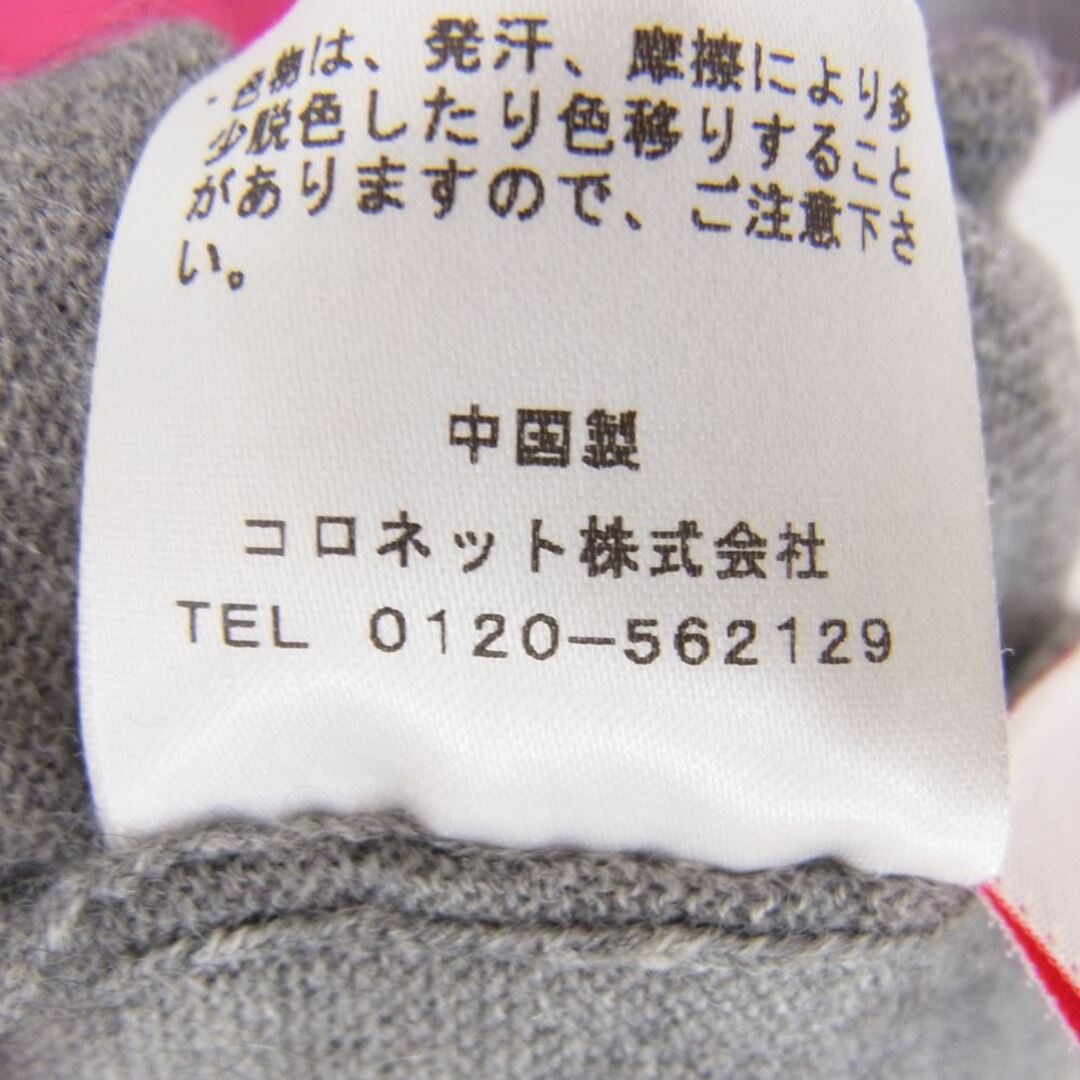 ・色物は、発汗、摩擦により多
少脱色したり色移りすること
がありますので、ご注意下さ
い。
中国製
コロネット株式会社
TEL 0120-562129